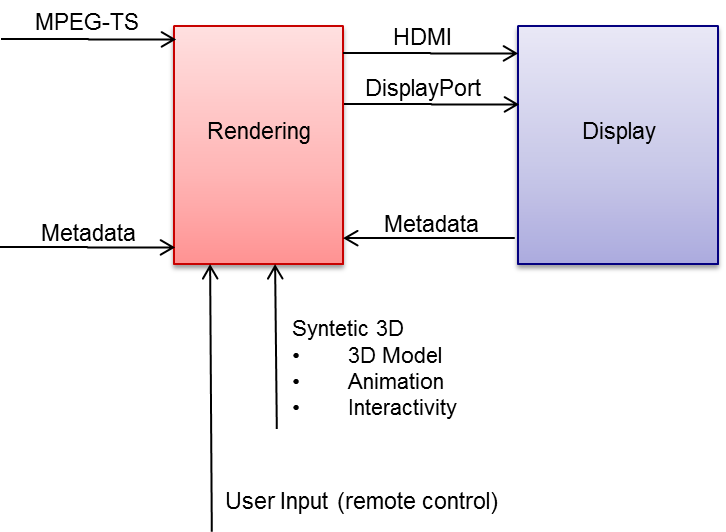 MPEG-TS
HDMI
DisplayPort
Rendering
Display
Metadata
Metadata
Syntetic 3D
• 3D Model
• Animation
• Interactivity
User Input (remote control)